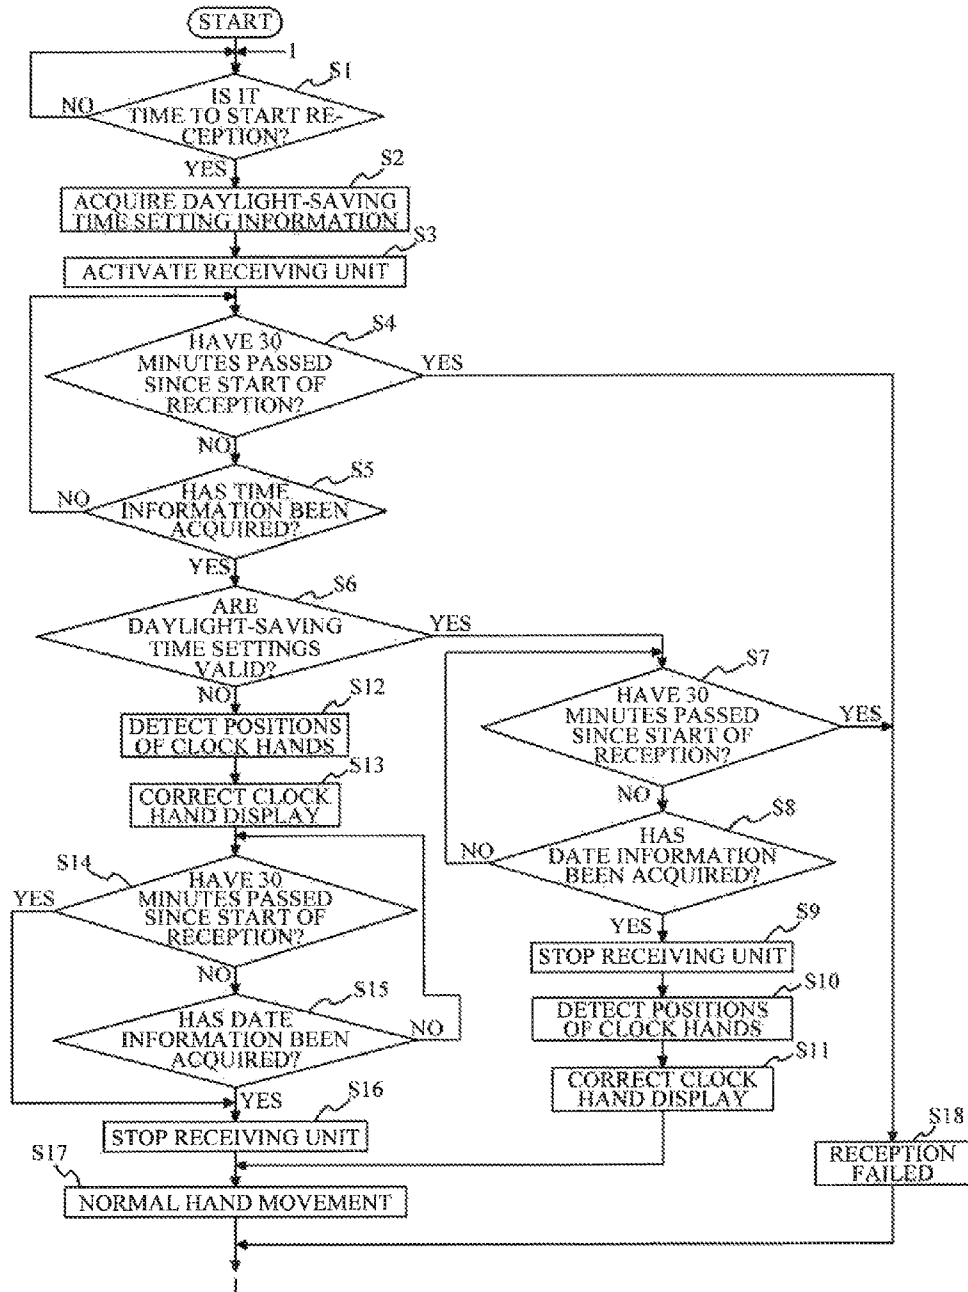 START
1
S1
IS IT
TIME TO START RE-
CEPTION?
NO
YES
S2
ACQUIRE DAYLIGHT-SAVING
TIME SETTING INFORMATION
S3
ACTIVATE RECEIVING UNIT
S4
HAVE 30
MINUTES PASSED
SINCE START OF
RECEPTION?
YES
NO
S5
HAS TIME
INFORMATION BEEN
ACQUIRED?
NO
YES
S6
ARE
DAYLIGHT-SAVING
TIME SETTINGS
VALID?
YES
NO
S7
HAVE 30
MINUTES PASSED
SINCE START OF
RECEPTION?
YES
NO
S8
HAS
DATE INFORMATION
BEEN ACQUIRED?
NO
YES
S9
STOP RECEIVING UNIT
S10
DETECT POSITIONS
OF CLOCK HANDS
S11
CORRECT CLOCK
HAND DISPLAY
S12
DETECT POSITIONS
OF CLOCK HANDS
S13
CORRECT CLOCK
HAND DISPLAY
S14
HAVE 30
MINUTES PASSED
SINCE START OF
RECEPTION?
YES
NO
S15
HAS DATE
INFORMATION BEEN
ACQUIRED?
NO
YES
S16
STOP RECEIVING UNIT
S17
NORMAL HAND MOVEMENT
S18
RECEPTION
FAILED
1